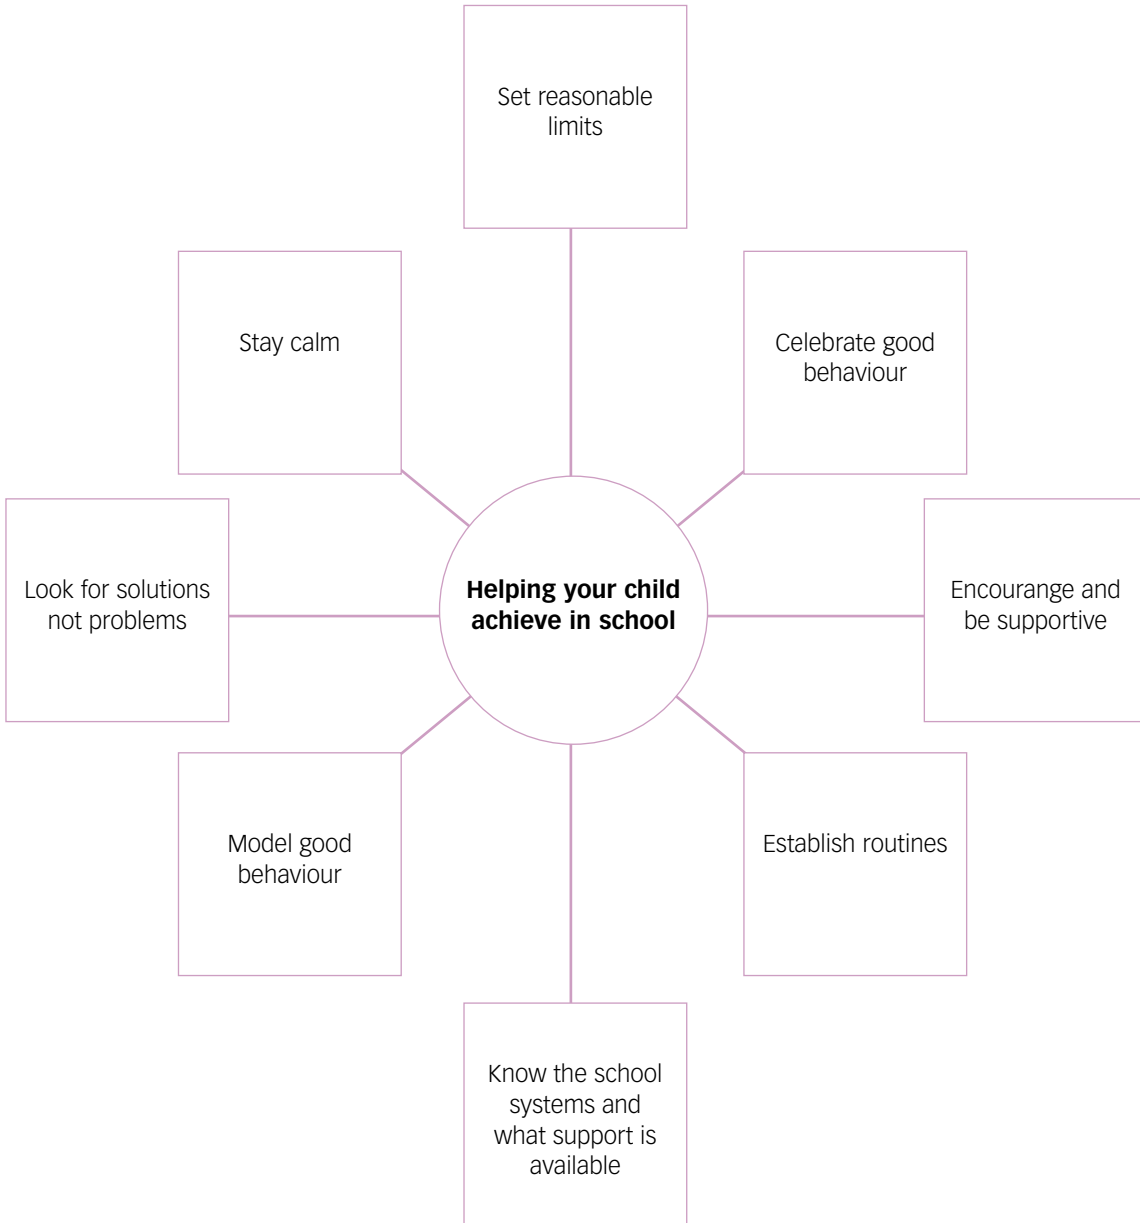 Set reasonable
limits
Stay calm
Celebrate good
behaviour
Look for solutions
not problems
Helping your child
achieve in school
Encourange and
be supportive
Model good
behaviour
Establish routines
Know the school
systems and
what support is
available